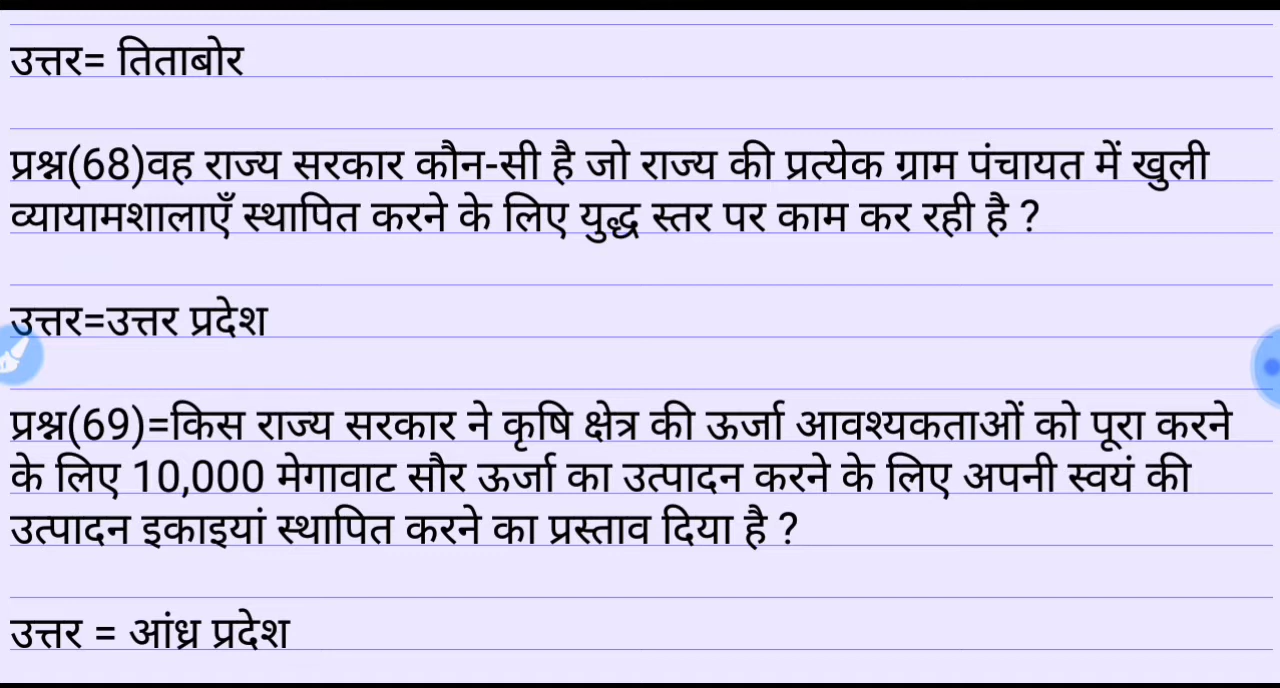 उत्तर= तिताबोर
प्रश्न(68)वह राज्य सरकार कौन-सी है जो राज्य की प्रत्येक ग्राम पंचायत में खुली
व्यायामशालाएँ स्थापित करने के लिए युद्ध स्तर पर काम कर रही है ?
उत्तर=उत्तर प्रदेश
प्रश्न(69)=किस राज्य सरकार ने कृषि क्षेत्र की ऊर्जा आवश्यकताओं को पूरा करने
के लिए 10,000 मेगावाट सौर ऊर्जा का उत्पादन करने के लिए अपनी स्वयं की
उत्पादन इकाइयां स्थापित करने का प्रस्ताव दिया है ?
उत्तर = आंध्र प्रदेश